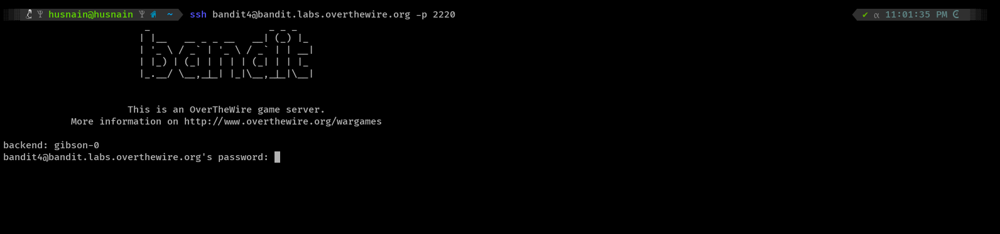 husnain@husnain ~ ssh bandit4@bandit.labs.overthewire.org -p 2220 ✔ α 11:01:35 PM
                         _                     _ _ _
                        | |__   __ _ _ __   __| (_) |_
                        | '_ \ / _` | '_ \ / _` | | __|
                        | |_) | (_| | | | | (_| | | |_
                        |_.__/ \__,_|_| |_|\__,_|_|\__|
This is an OverTheWire game server.
More information on http://www.overthewire.org/wargames
backend: gibson-0
bandit4@bandit.labs.overthewire.org's password: